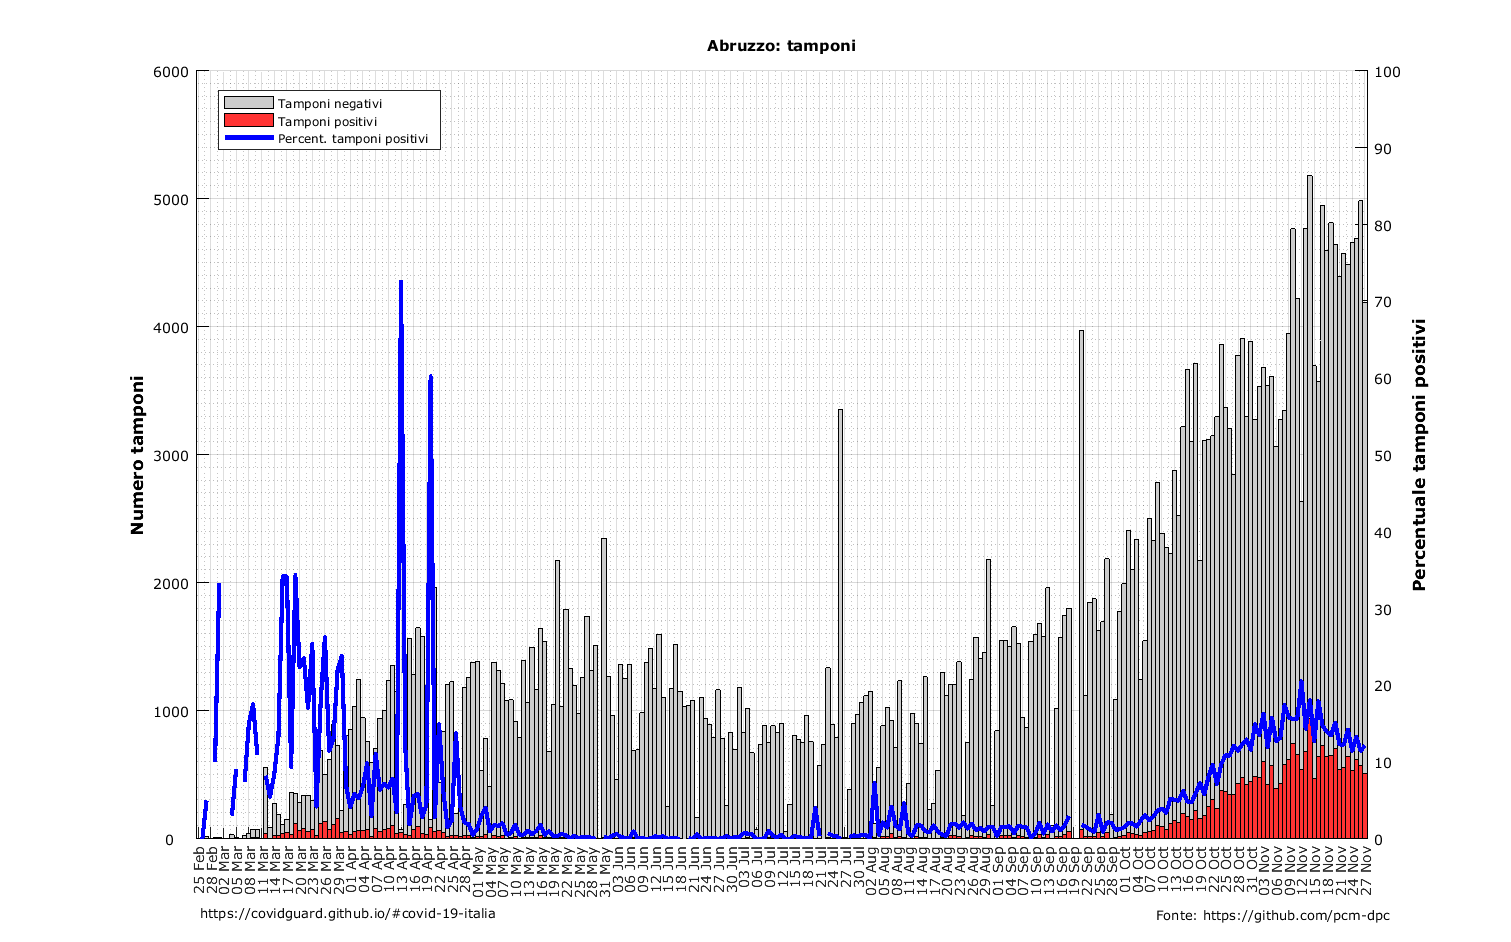 Abruzzo: tamponi
Tamponi negativi
Tamponi positivi
Percent. tamponi positivi
Numero tamponi
6000
5000
4000
3000
2000
1000
0
Percentuale tamponi positivi
100
90
80
70
60
50
40
30
20
10
0
25 Feb
28 Feb
02 Mar
05 Mar
08 Mar
11 Mar
14 Mar
17 Mar
20 Mar
23 Mar
26 Mar
29 Mar
01 Apr
04 Apr
07 Apr
10 Apr
13 Apr
16 Apr
19 Apr
22 Apr
25 Apr
28 Apr
01 May
04 May
07 May
10 May
13 May
16 May
19 May
22 May
25 May
28 May
31 May
03 Jun
06 Jun
09 Jun
12 Jun
15 Jun
18 Jun
21 Jun
24 Jun
27 Jun
30 Jun
03 Jul
06 Jul
09 Jul
12 Jul
15 Jul
18 Jul
21 Jul
24 Jul
27 Jul
30 Jul
02 Aug
05 Aug
08 Aug
11 Aug
14 Aug
17 Aug
20 Aug
23 Aug
26 Aug
29 Aug
01 Sep
04 Sep
07 Sep
10 Sep
13 Sep
16 Sep
19 Sep
22 Sep
25 Sep
28 Sep
01 Oct
04 Oct
07 Oct
10 Oct
13 Oct
16 Oct
19 Oct
22 Oct
25 Oct
28 Oct
31 Oct
03 Nov
06 Nov
09 Nov
12 Nov
15 Nov
18 Nov
21 Nov
24 Nov
27 Nov
https://covidguard.github.io/#covid-19-italia
Fonte: https://github.com/pcm-dpc